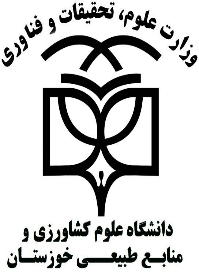 وزارت علوم، تحقیقات و فناوری
دانشگاه علوم کشاورزی و
منابع طبیعی خوزستان